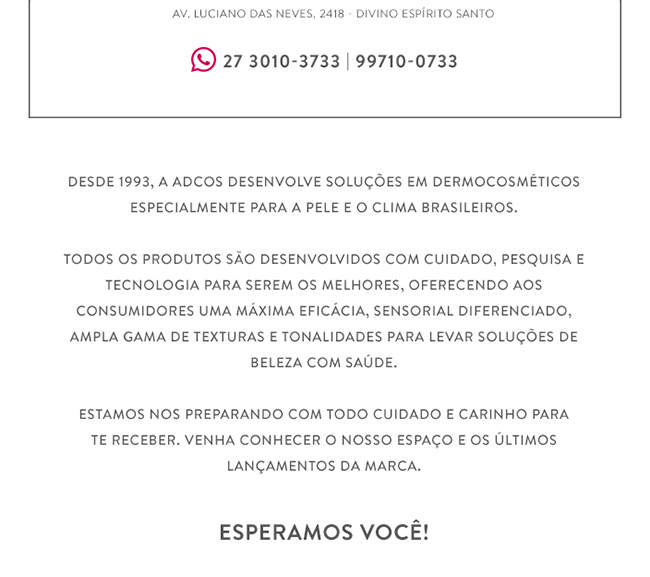 AV. LUCIANO DAS NEVES, 2418 - DIVINO ESPÍRITO SANTO
27 3010-3733 | 99710-0733
DESDE 1993, A ADCOS DESENVOLVE SOLUÇÕES EM DERMOCOSMÉTICOS
ESPECIALMENTE PARA A PELE E O CLIMA BRASILEIROS.
TODOS OS PRODUTOS SÃO DESENVOLVIDOS COM CUIDADO, PESQUISA E
TECNOLOGIA PARA SEREM OS MELHORES, OFERECENDO AOS
CONSUMIDORES UMA MÁXIMA EFICÁCIA, SENSORIAL DIFERENCIADO,
AMPLA GAMA DE TEXTURAS E TONALIDADES PARA LEVAR SOLUÇÕES DE
BELEZA COM SAÚDE.
ESTAMOS NOS PREPARANDO COM TODO CUIDADO E CARINHO PARA
TE RECEBER. VENHA CONHECER O NOSSO ESPAÇO E OS ÚLTIMOS
LANÇAMENTOS DA MARCA.
ESPERAMOS VOCÊ!